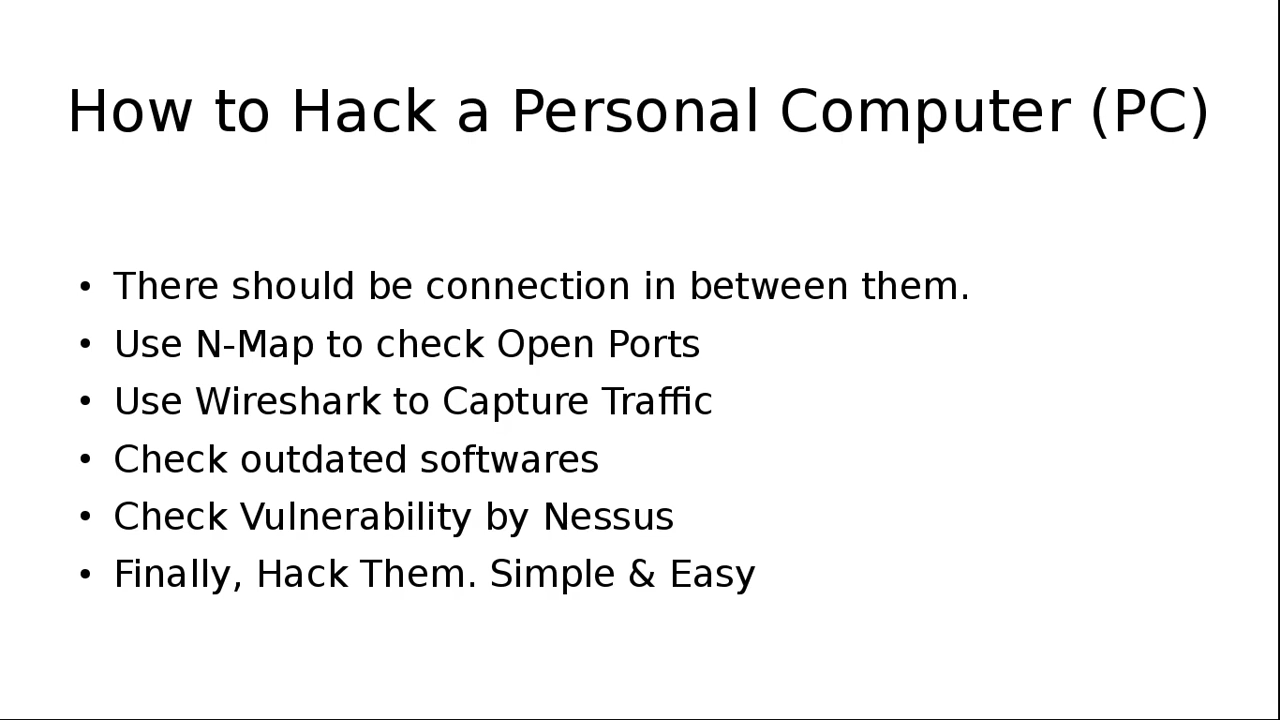 How to Hack a Personal Computer (PC)
• There should be connection in between them.
• Use N-Map to check Open Ports
• Use Wireshark to Capture Traffic
• Check outdated softwares
• Check Vulnerability by Nessus
• Finally, Hack Them. Simple & Easy